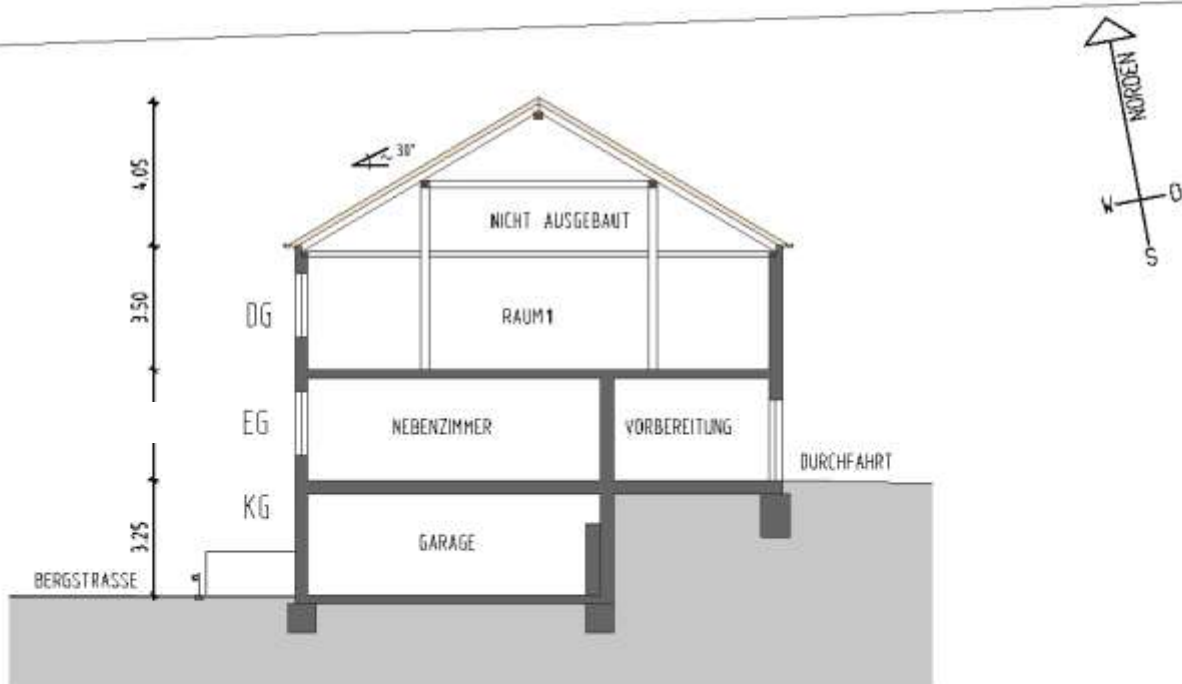 NORDEN
W O
S
4.05
30°
NICHT AUSGEBAUT
3.50
DG
RAUM 1
EG
NEBENZIMMER
VORBEREITUNG
DURCHFAHRT
KG
3.25
GARAGE
BERGSTRASSE